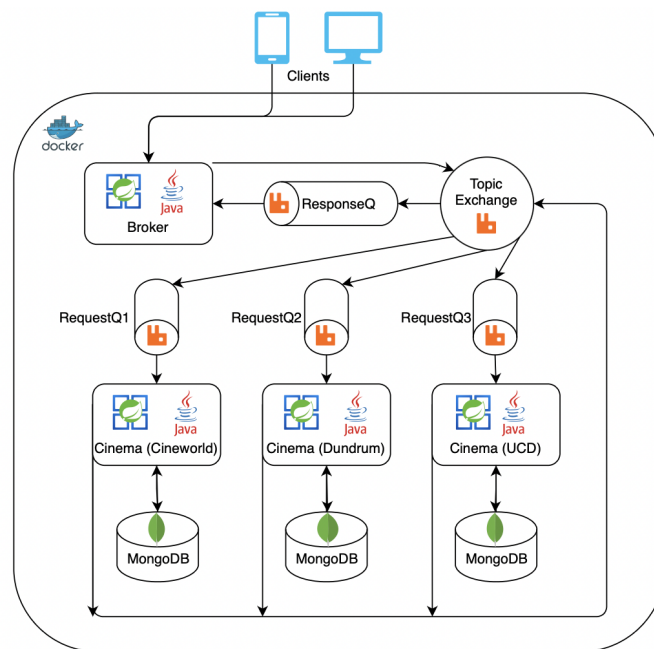 Clients
docker
Topic
Exchange
Java
ResponseQ
Broker
RequestQ1
RequestQ2
RequestQ3
Java
Java
Java
Cinema (Cineworld)
Cinema (Dundrum)
Cinema (UCD)
MongoDB
MongoDB
MongoDB